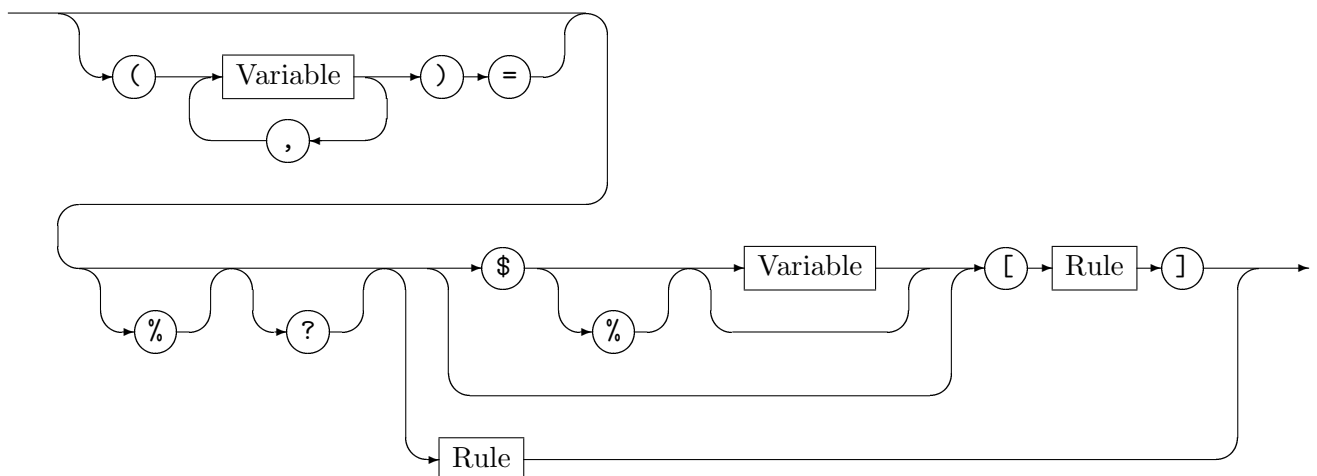 ( Variable ) =
,
$ Variable [ Rule ]
% ? %
Rule